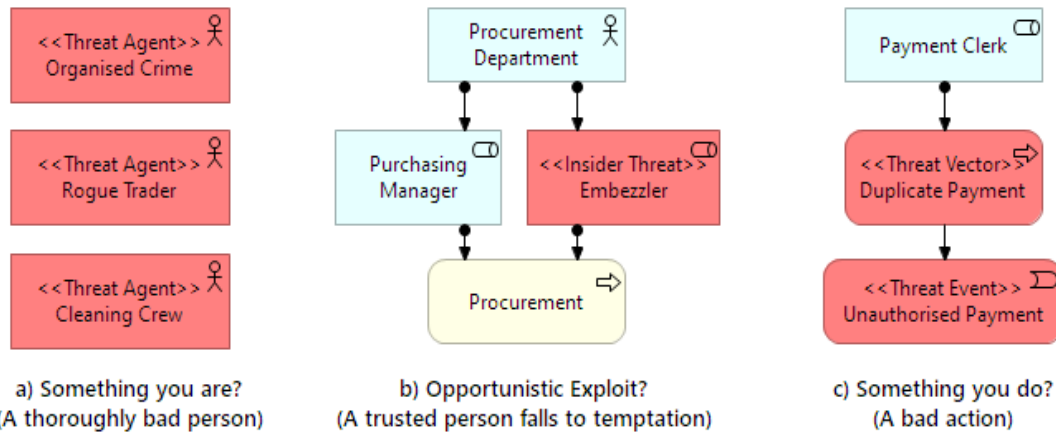 <<Threat Agent>>
Organised Crime
<<Threat Agent>>
Rogue Trader
<<Threat Agent>>
Cleaning Crew
a) Something you are?
(A thoroughly bad person)
Procurement
Department
Purchasing
Manager
<<Insider Threat>>
Embezzler
Procurement
b) Opportunistic Exploit?
(A trusted person falls to temptation)
Payment Clerk
<<Threat Vector>>
Duplicate Payment
<<Threat Event>>
Unauthorised Payment
c) Something you do?
(A bad action)